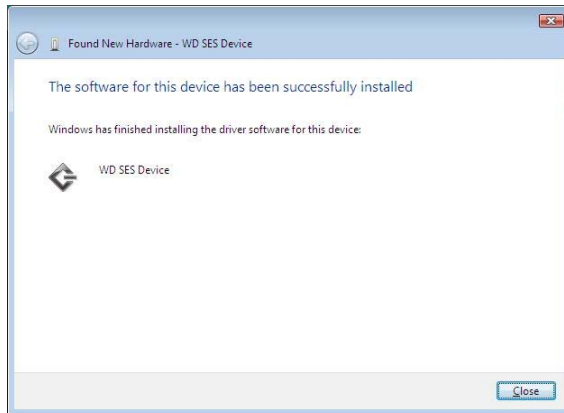 Found New Hardware - WD SES Device
The software for this device has been successfully installed
Windows has finished installing the driver software for this device:
WD SES Device
Close